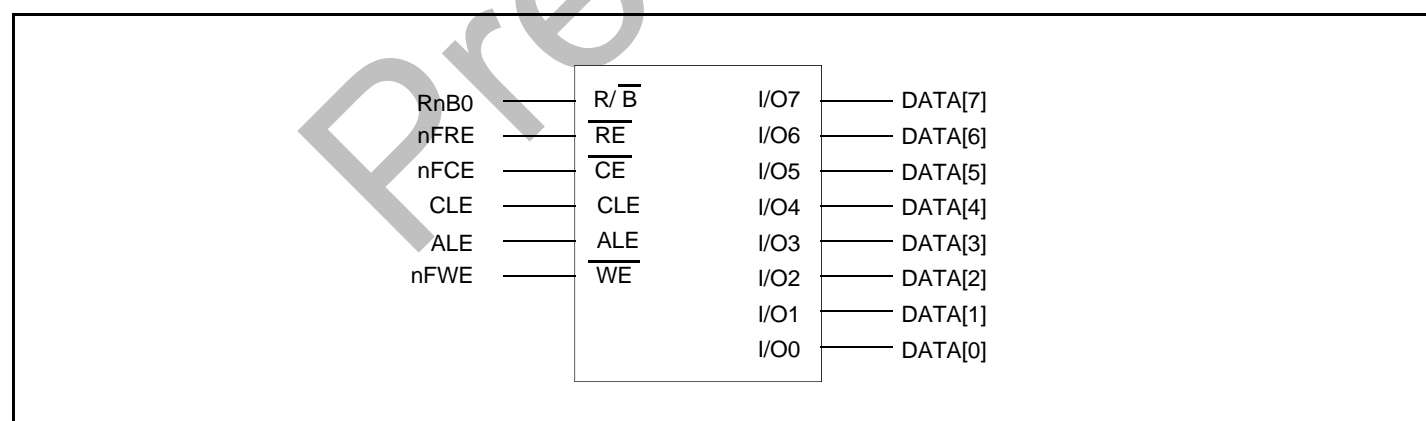 Pre
RnB0 R/ B I/O7 DATA[7]
nFRE RE I/O6 DATA[6]
nFCE CE I/O5 DATA[5]
CLE CLE I/O4 DATA[4]
ALE ALE I/O3 DATA[3]
nFWE WE I/O2 DATA[2]
I/O1 DATA[1]
I/O0 DATA[0]